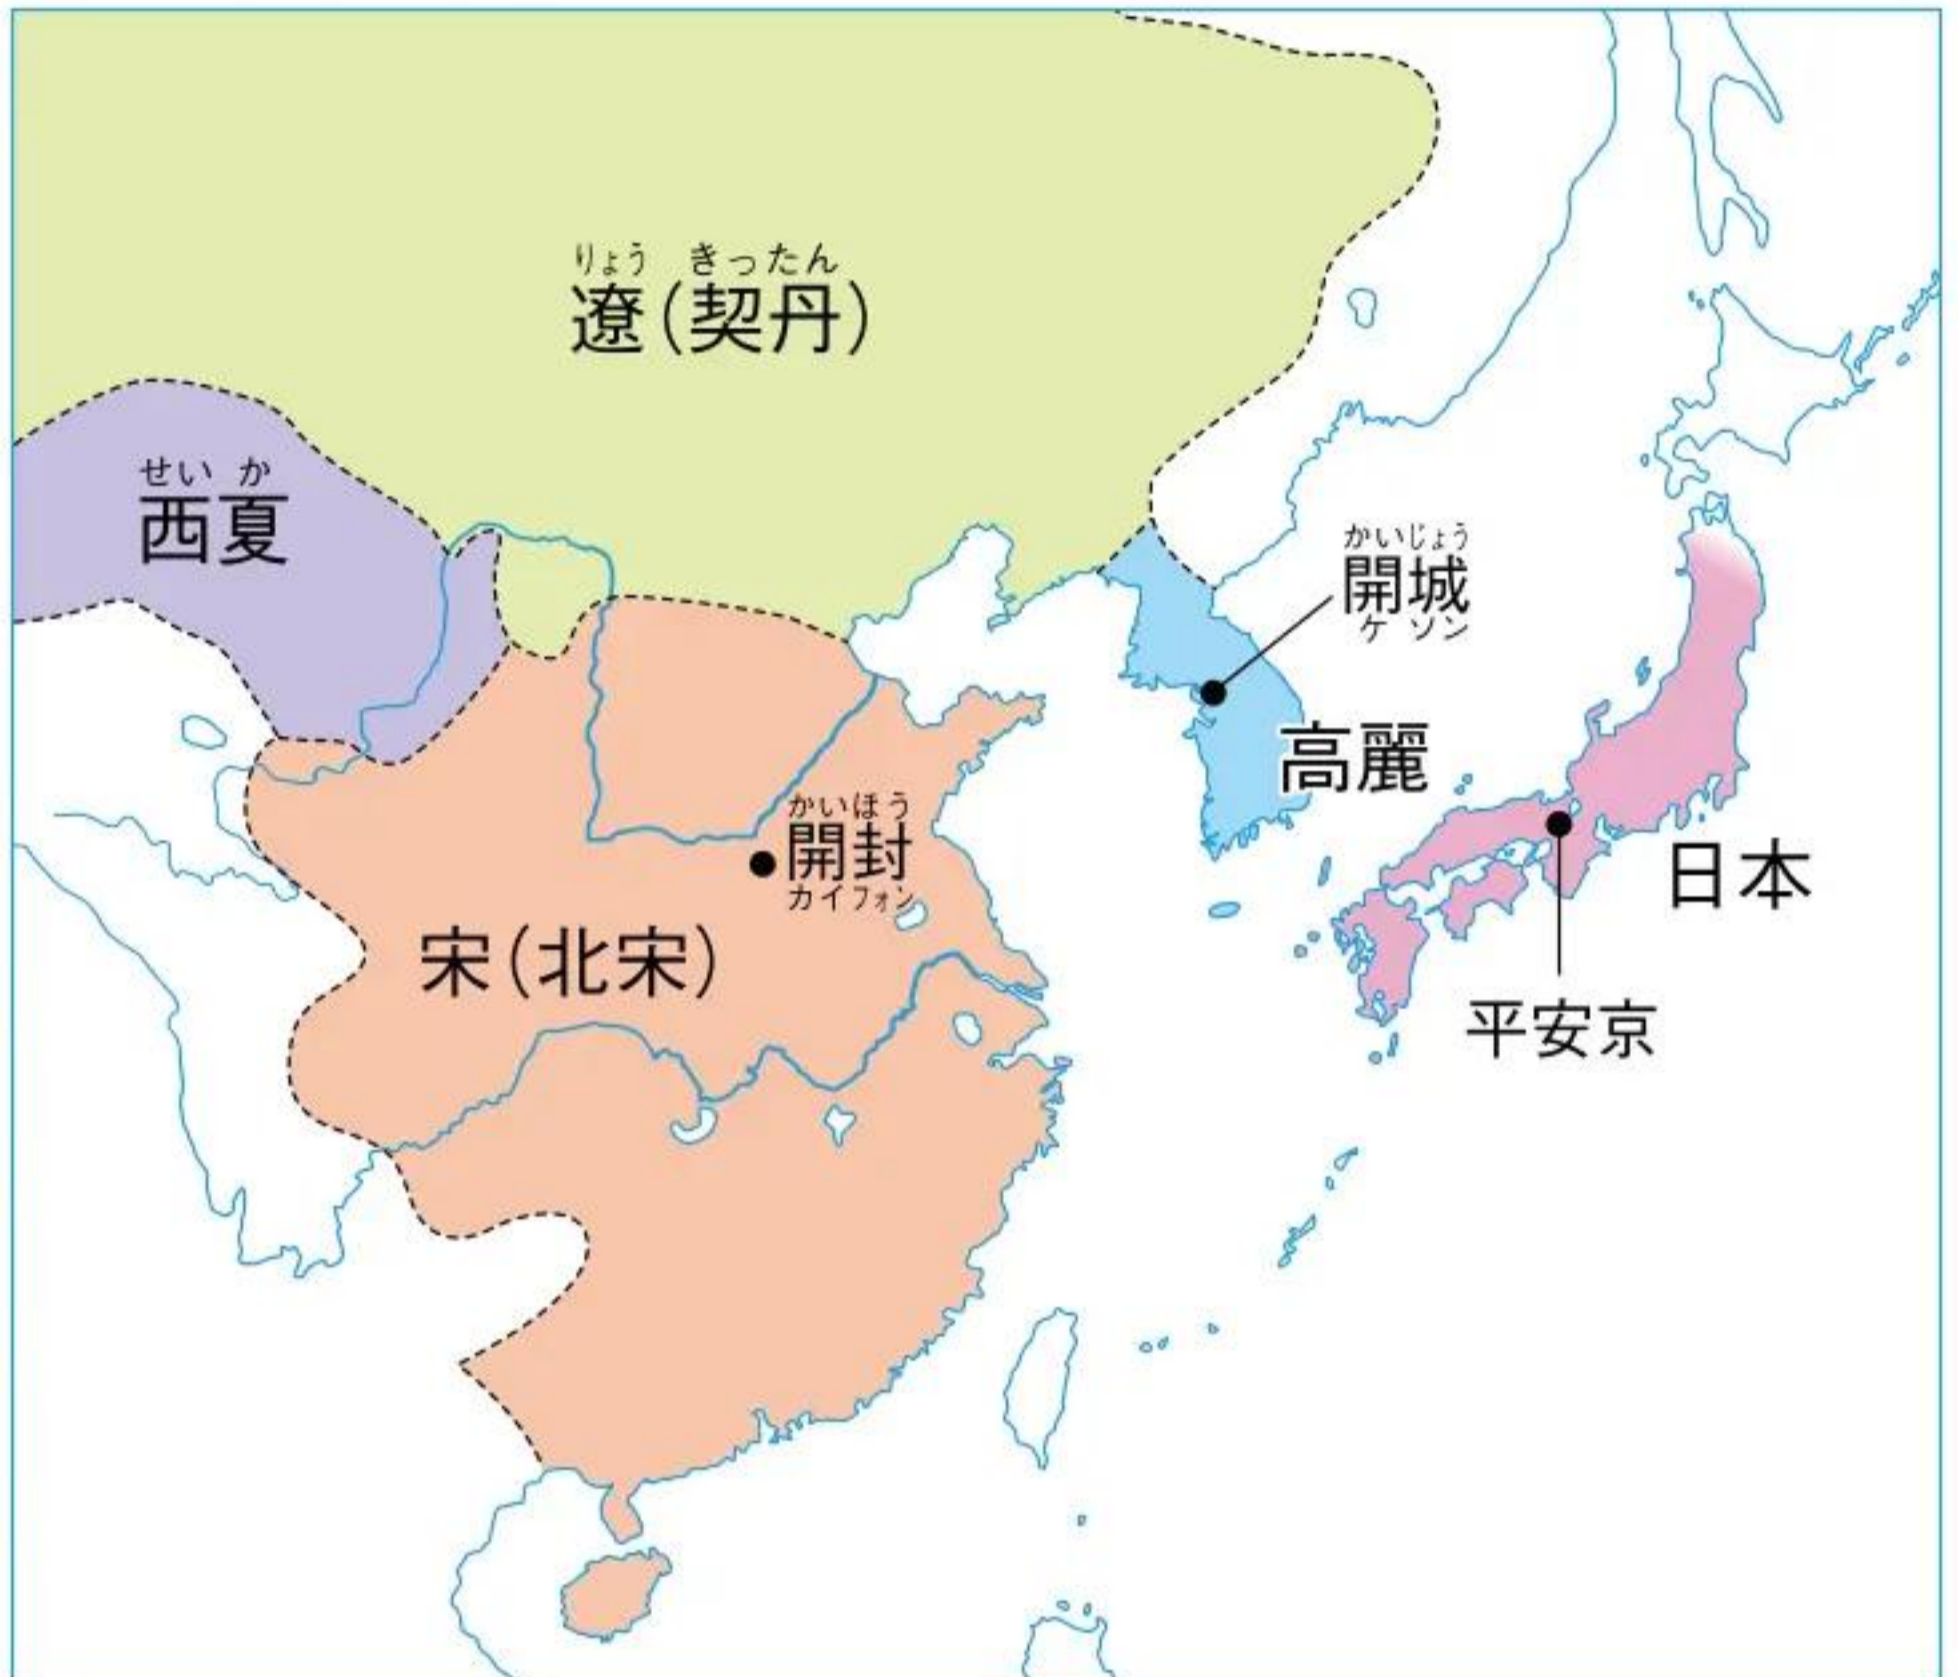 りょう きったん
遼(契丹)
せい か
西夏
かいじょう
開城
ケソン
高麗
かいほう
開封
カイフォン
日本
宋(北宋)
平安京